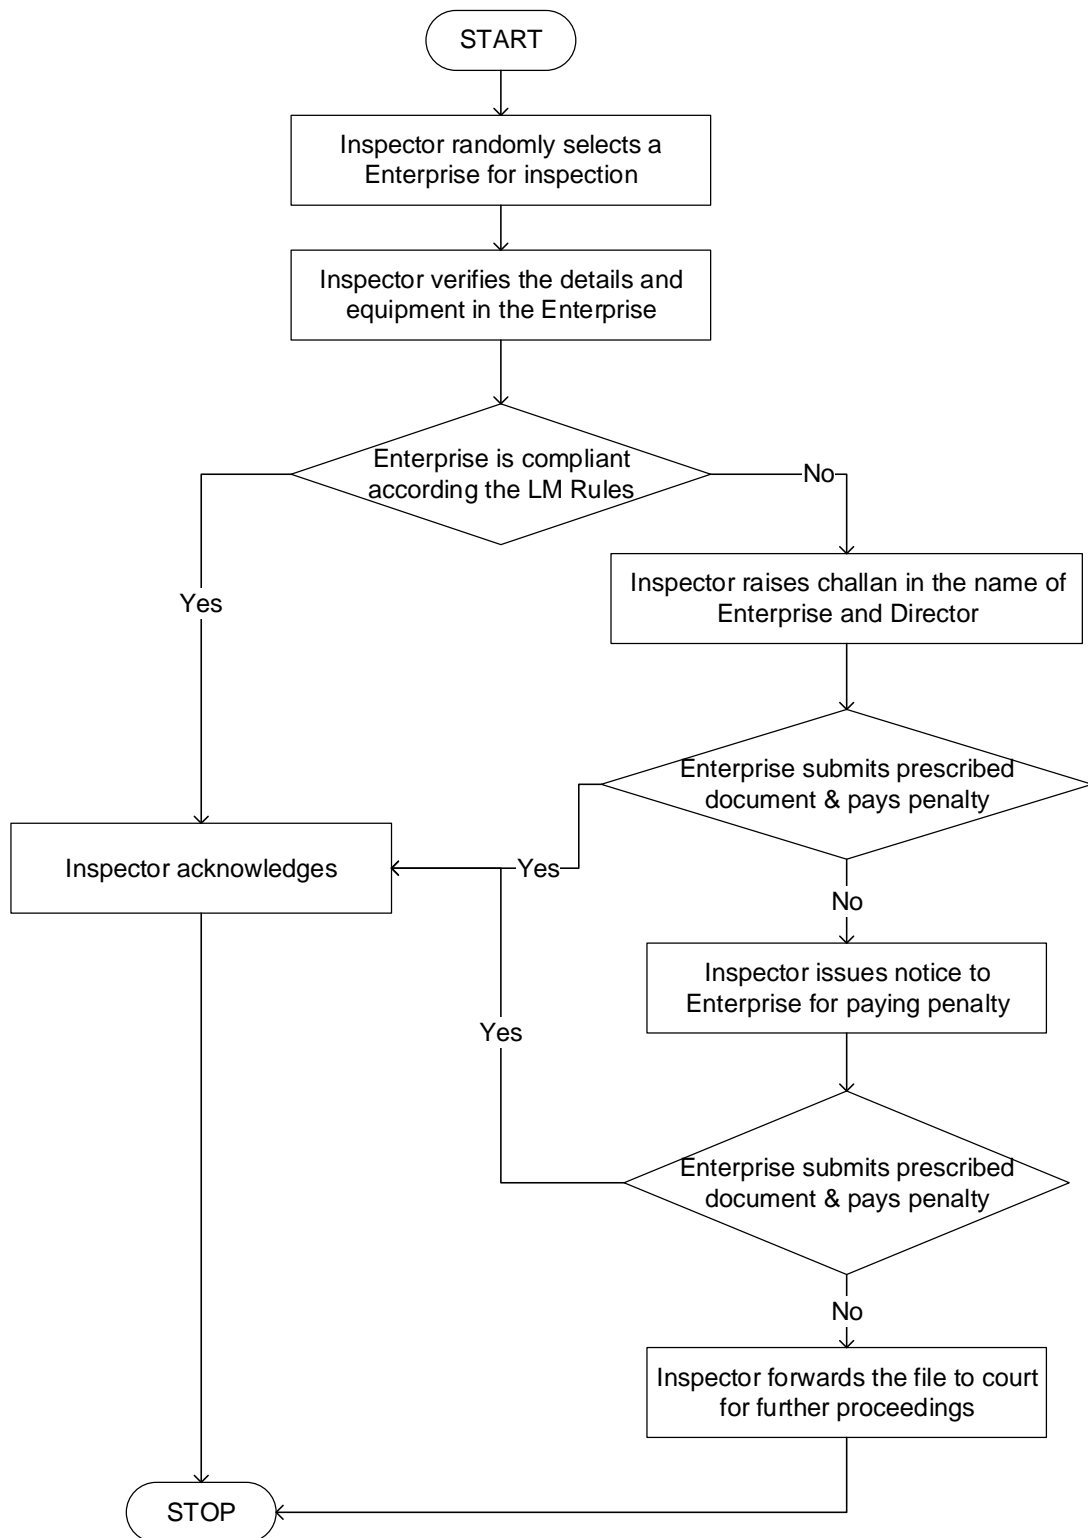 START
Inspector randomly selects a
Enterprise for inspection
Inspector verifies the details and
equipment in the Enterprise
Enterprise is compliant
according the LM Rules
No
Yes
Inspector raises challan in the name of
Enterprise and Director
Enterprise submits prescribed
document & pays penalty
Inspector acknowledges
Yes
No
Inspector issues notice to
Enterprise for paying penalty
Yes
Enterprise submits prescribed
document & pays penalty
No
Inspector forwards the file to court
for further proceedings
STOP